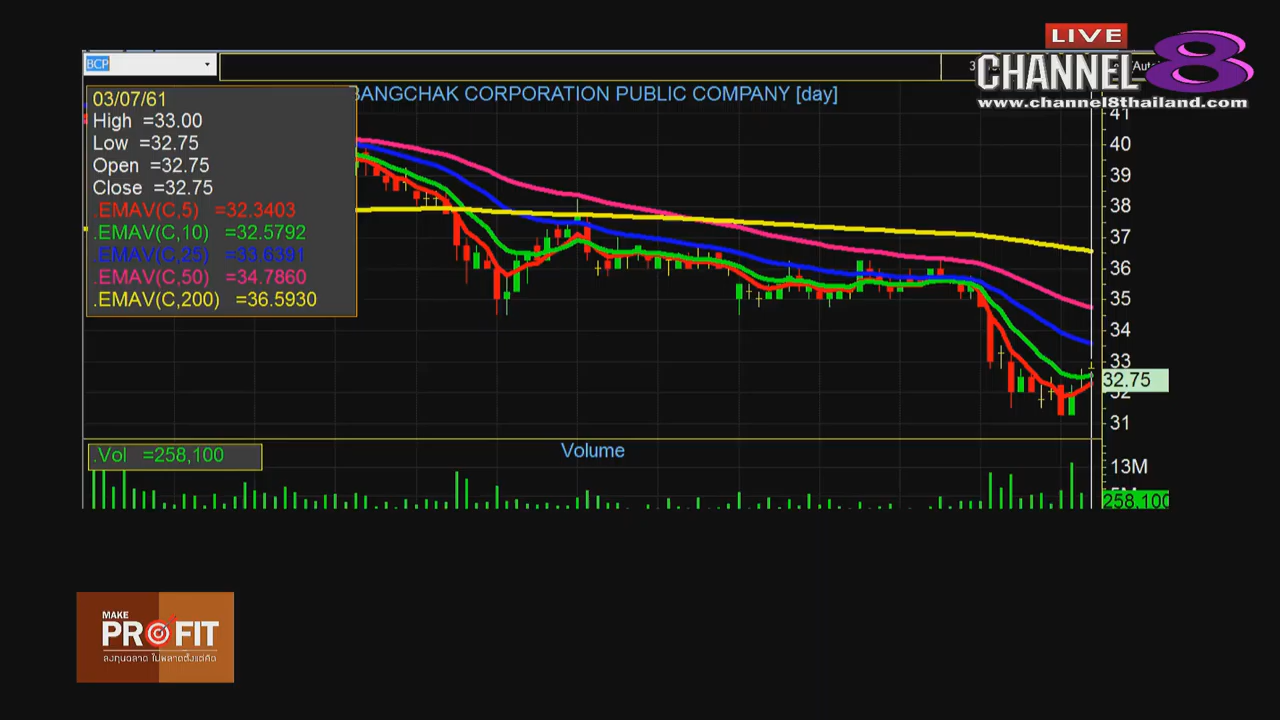 LIVE
CHANNEL 8
www.channel8thailand.com
BCP
BANGCHAK CORPORATION PUBLIC COMPANY [day]
03/07/61
High =33.00
Low =32.75
Open =32.75
Close =32.75
.EMAV(C,5) =32.3403
.EMAV(C,10) =32.5792
.EMAV(C,25) =33.6391
.EMAV(C,50) =34.7860
.EMAV(C,200) =36.5930
41
40
39
38
37
36
35
34
33
32.75
32
31
.Vol =258,100
Volume
13M
5M
258,100
MAKE
PROFIT
ลงทุนฉลาด ไม่พลาดตั้งแต่คิด